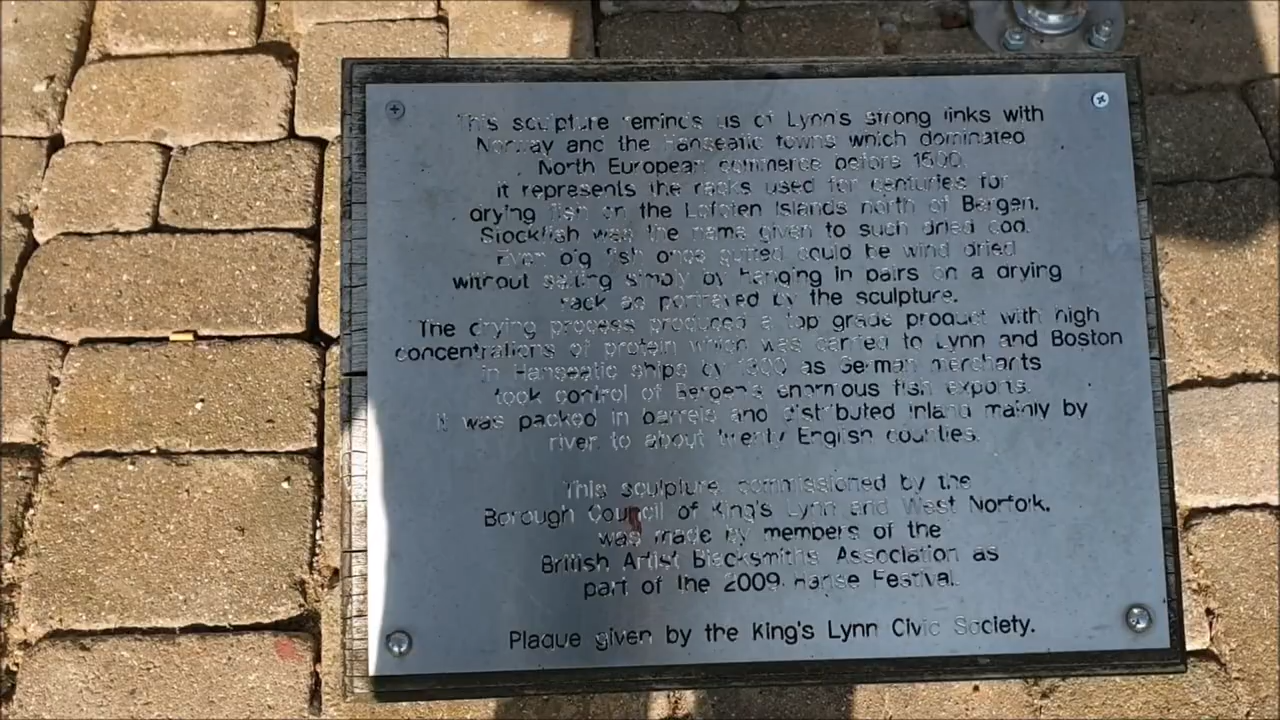 This sculpture reminds us of Lynn's strong links with
Norway and the Hanseatic towns which dominated
North European commerce before 1500.
It represents the racks used for centuries for
drying fish on the Lofoten Islands north of Bergen.
Stockfish was the name given to such dried cod.
Even big fish once gutted could be wind dried
without salting simply by hanging in pairs on a drying
rack as portrayed by the sculpture.
The drying process produced a top grade product with high
concentrations of protein which was carried to Lynn and Boston
in Hanseatic ships by 1300 as German merchants
took control of Bergen's enormous fish exports.
It was packed in barrels and distributed inland mainly by
river to about twenty English counties.
This sculpture, commissioned by the
Borough Council of King's Lynn and West Norfolk,
was made by members of the
British Artist Blacksmiths Association as
part of the 2009 Hanse Festival.
Plaque given by the King's Lynn Civic Society.